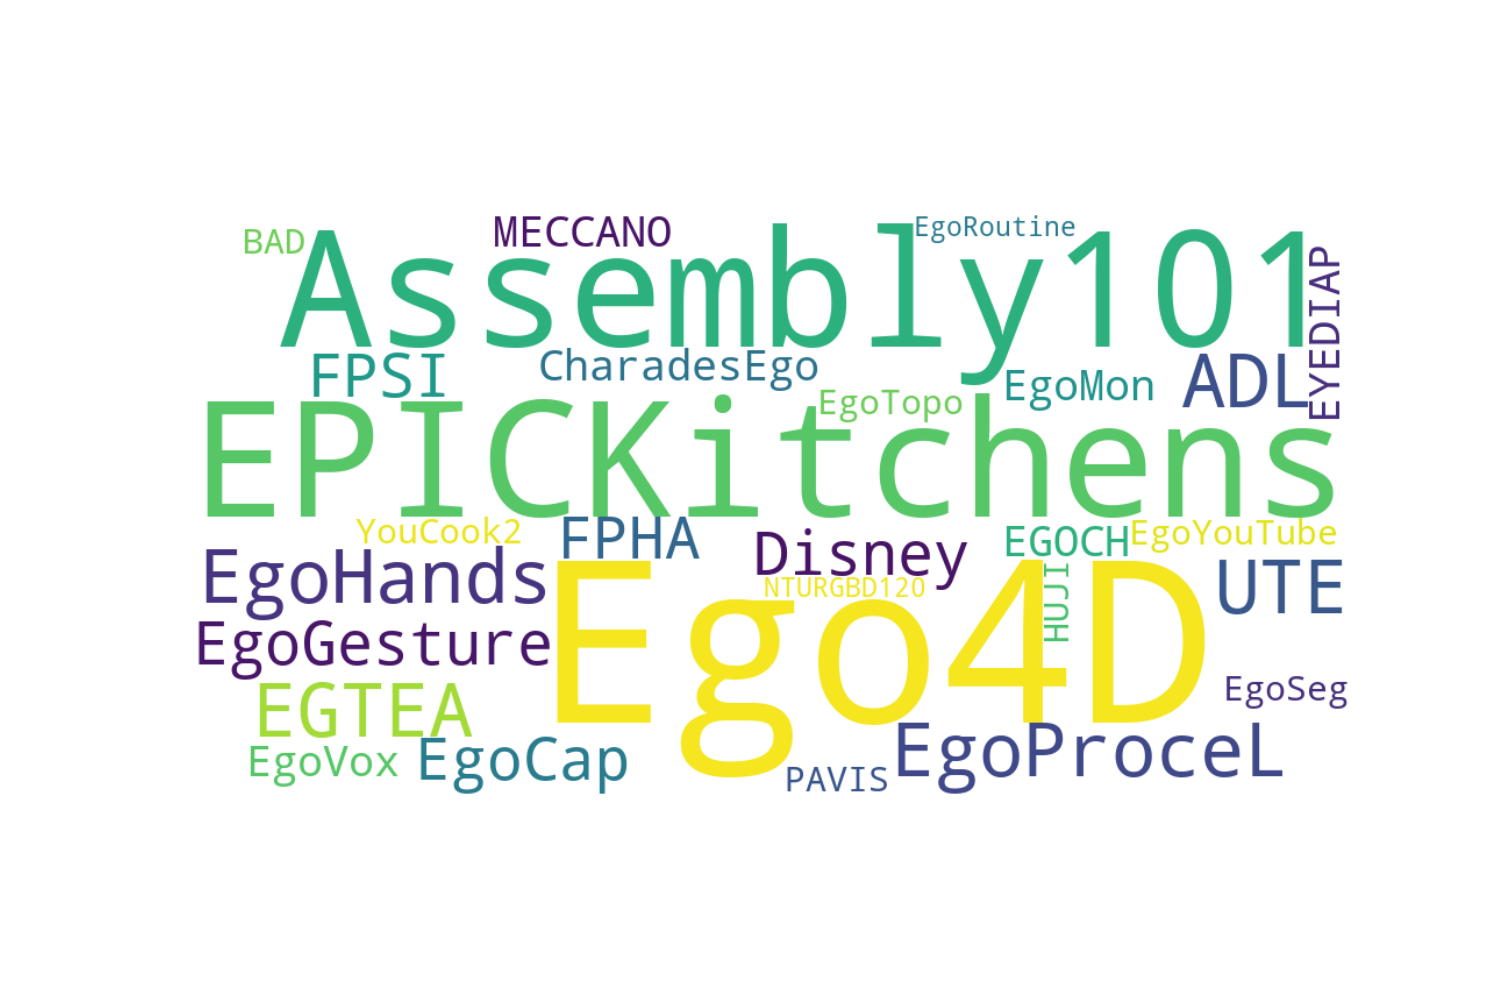 MECCANO
EgoRoutine
BAD
Assembly101
EYEDIAP
FPSI
CharadesEgo
EgoMon
ADL
EgoTopo
EPICKitchens
YouCook2
FPHA
Disney
EGOCH
EgoYouTube
EgoHands
NTURGBD120
HUJI
UTE
EgoGesture
Ego4D
EgoSeg
EGTEA
EgoVox
EgoCap
PAVIS
EgoProceL